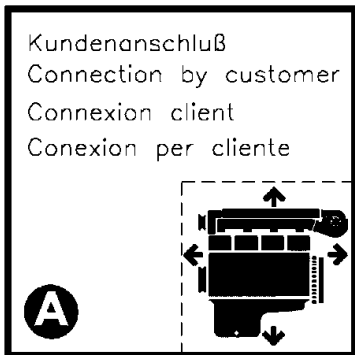 Kundenanschluß
Connection by customer
Connexion client
Conexion per cliente
A